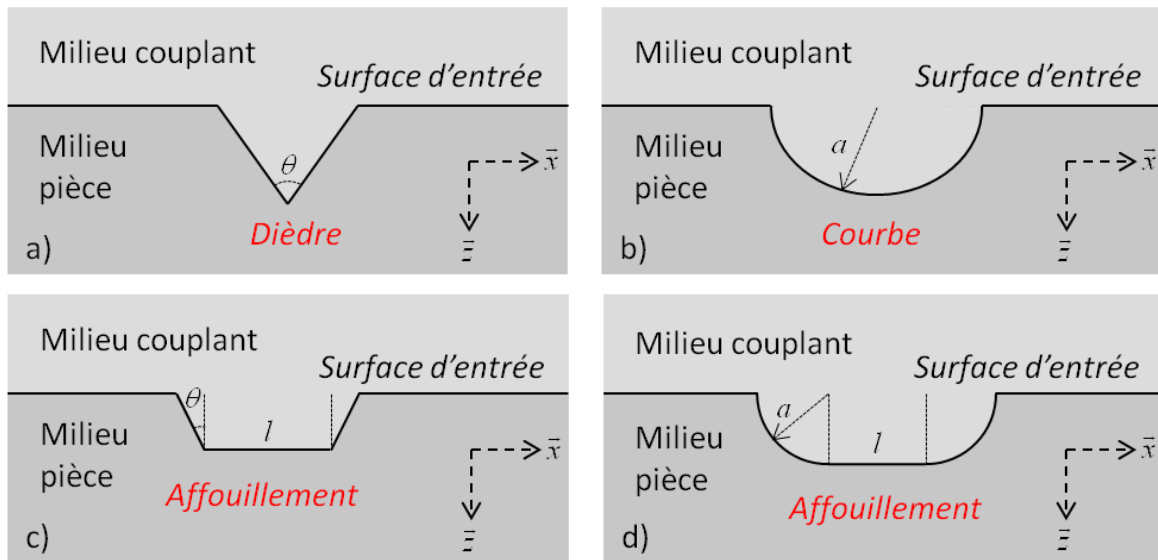 Milieu couplant
Surface d'entrée
Milieu
pièce
θ
x
z
Dièdre
a)
Milieu couplant
Surface d'entrée
Milieu
pièce
a
x
z
Courbe
b)
Milieu couplant
Surface d'entrée
θ
l
Milieu
pièce
x
z
Affouillement
c)
Milieu couplant
Surface d'entrée
a
l
Milieu
pièce
x
z
Affouillement
d)